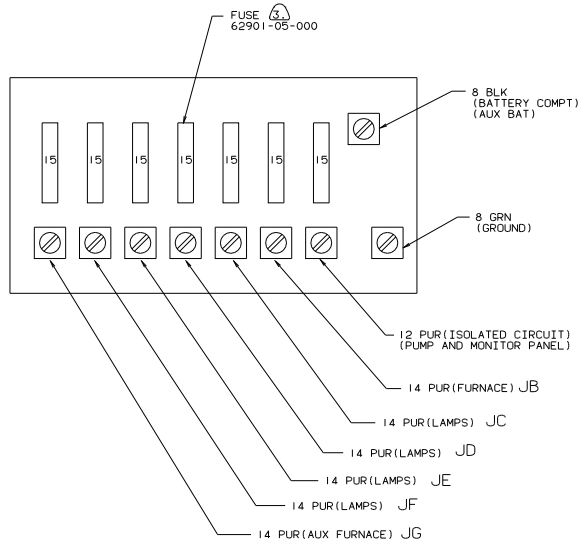 FUSE 3.
62901-05-000
8 BLK
(BATTERY COMPT)
(AUX BAT)
15 15 15 15 15 15 15
8 GRN
(GROUND)
12 PUR(ISOLATED CIRCUIT)
(PUMP AND MONITOR PANEL)
14 PUR(FURNACE) JB
14 PUR(LAMPS) JC
14 PUR(LAMPS) JD
14 PUR(LAMPS) JE
14 PUR(LAMPS) JF
14 PUR(AUX FURNACE) JG